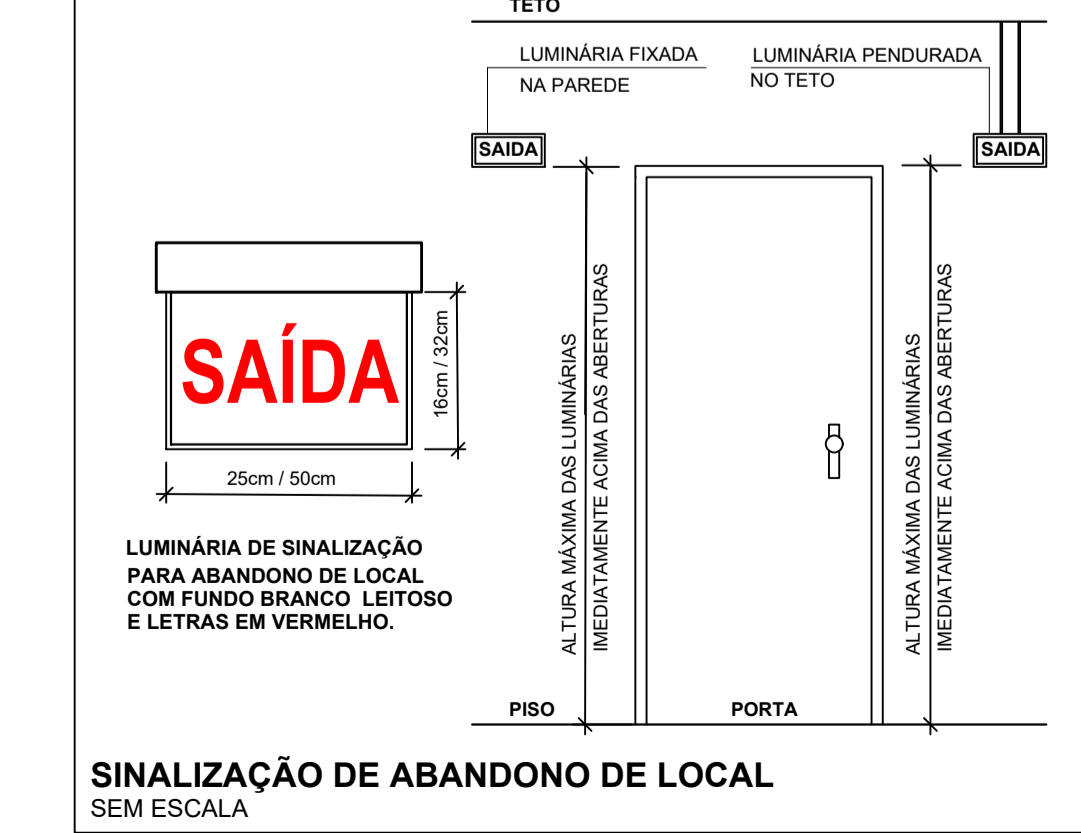 TETO
LUMINÁRIA FIXADA
NA PAREDE
LUMINÁRIA PENDURADA
NO TETO
SAIDA
SAIDA
SAÍDA
16cm / 32cm
25cm / 50cm
LUMINÁRIA DE SINALIZAÇÃO
PARA ABANDONO DE LOCAL
COM FUNDO BRANCO LEITOSO
E LETRAS EM VERMELHO.
ALTURA MÁXIMA DAS LUMINÁRIAS
IMEDIATAMENTE ACIMA DAS ABERTURAS
ALTURA MÁXIMA DAS LUMINÁRIAS
IMEDIATAMENTE ACIMA DAS ABERTURAS
PISO
PORTA
SINALIZAÇÃO DE ABANDONO DE LOCAL
SEM ESCALA